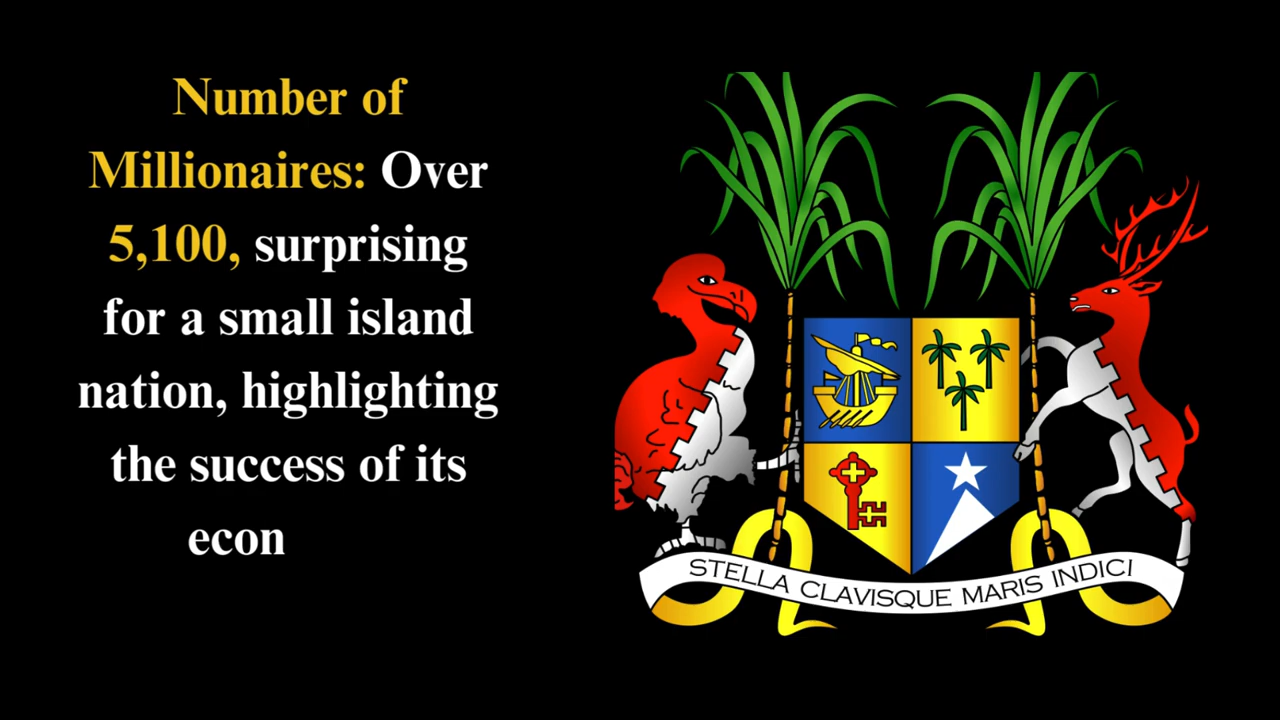 Number of
Millionaires: Over
5,100, surprising
for a small island
nation, highlighting
the success of its
econ
STELLA CLAVISQUE MARIS INDICI